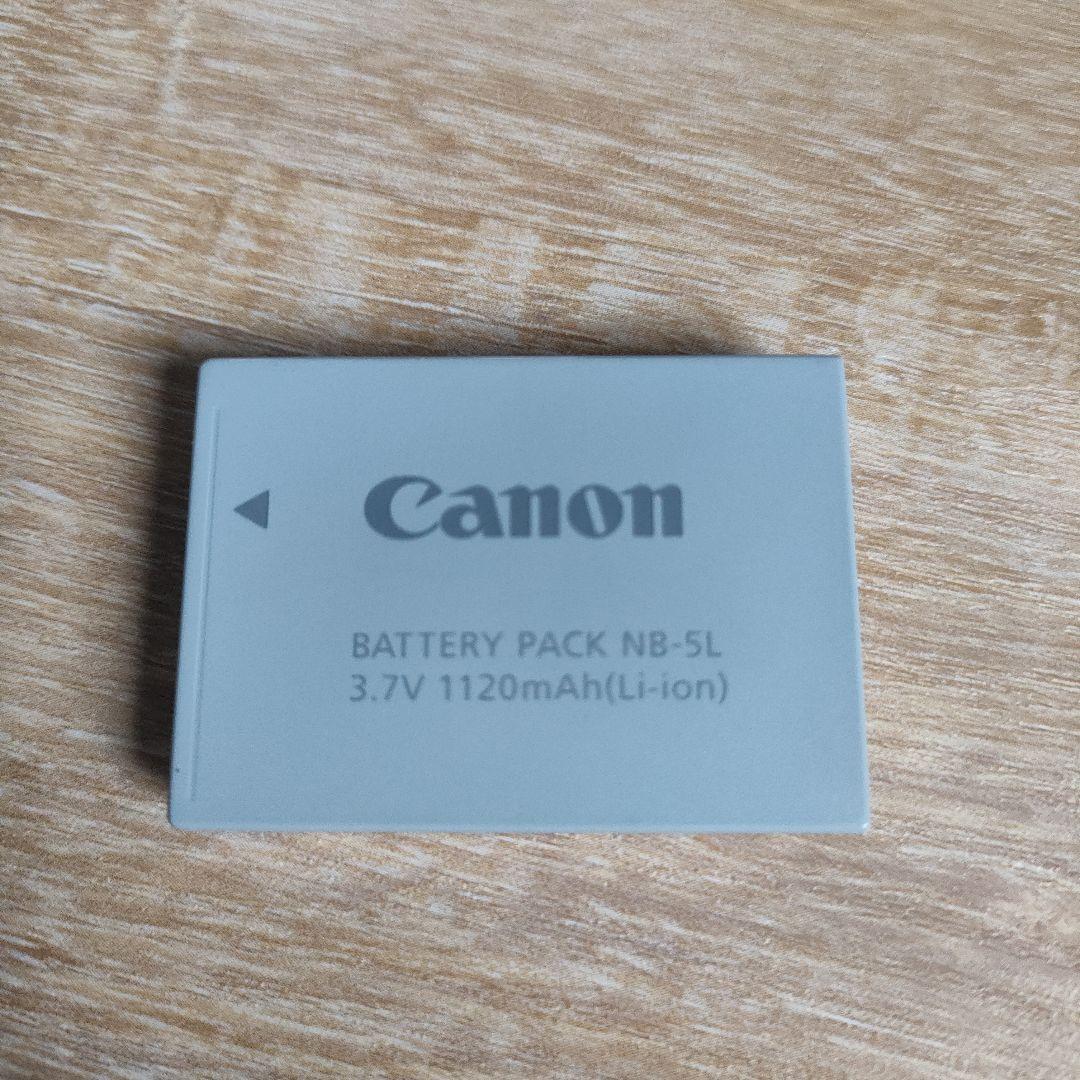 Canon
BATTERY PACK NB-5L
3.7V 1120mAh(Li-ion)